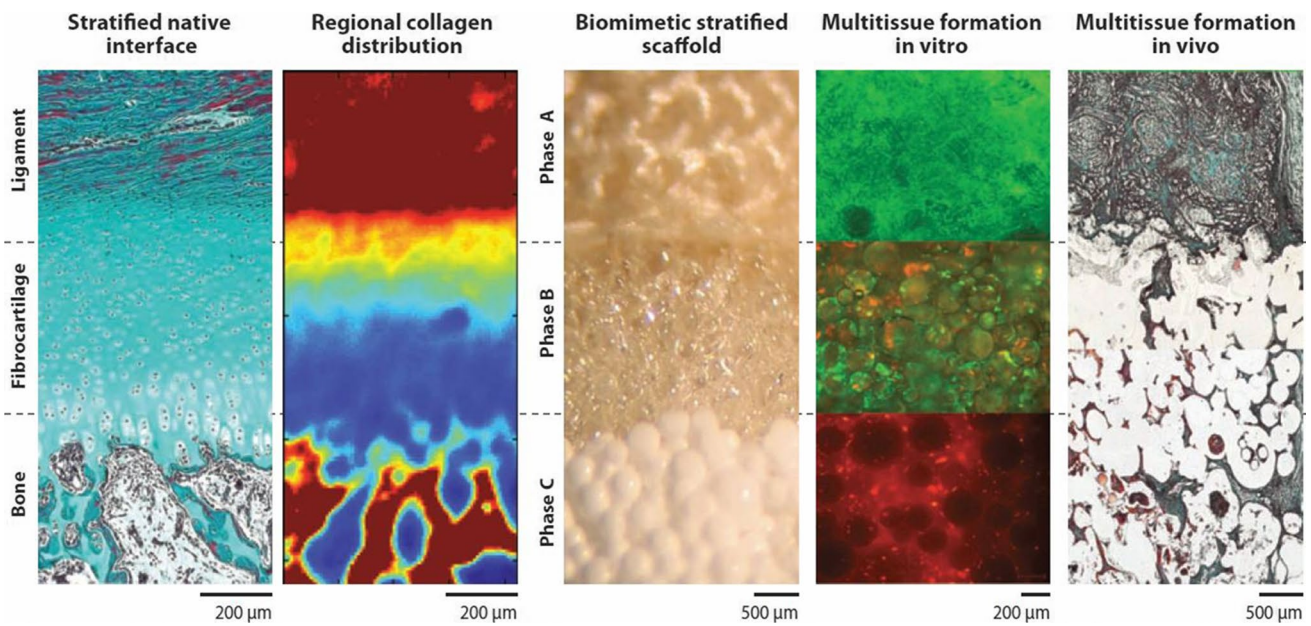 Stratified native
interface
Regional collagen
distribution
Biomimetic stratified
scaffold
Multitissue formation
in vitro
Multitissue formation
in vivo
Ligament
Fibrocartilage
Bone
Phase A
Phase B
Phase C
200 µm
200 µm
500 µm
200 µm
500 µm